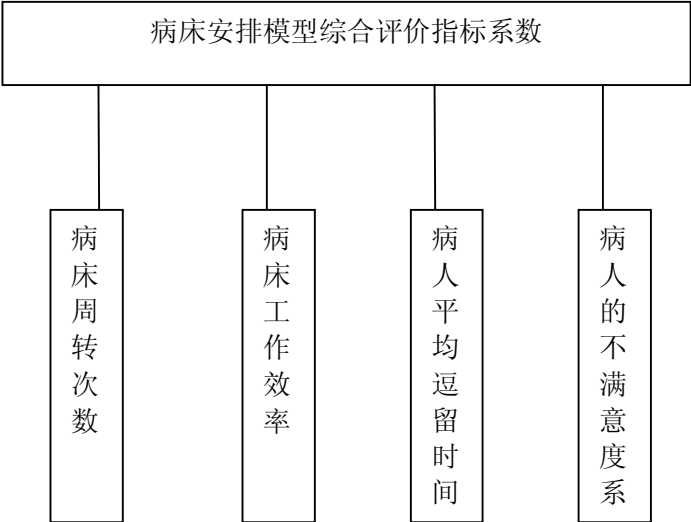 病床安排模型综合评价指标系数
病床周转次数
病床工作效率
病人平均逗留时间
病人的不满意度系